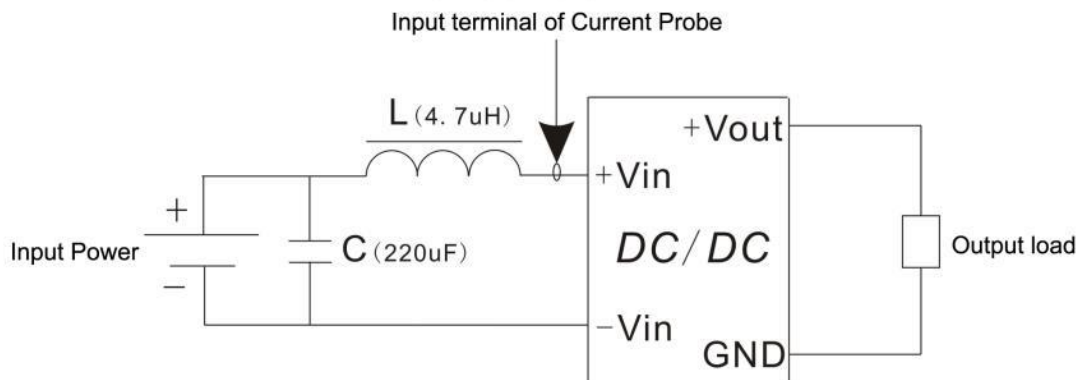 Input terminal of Current Probe
L (4. 7uH)
+Vout
+Vin
+
Input Power
C (220uF)
DC/DC
Output load
−
−Vin
GND